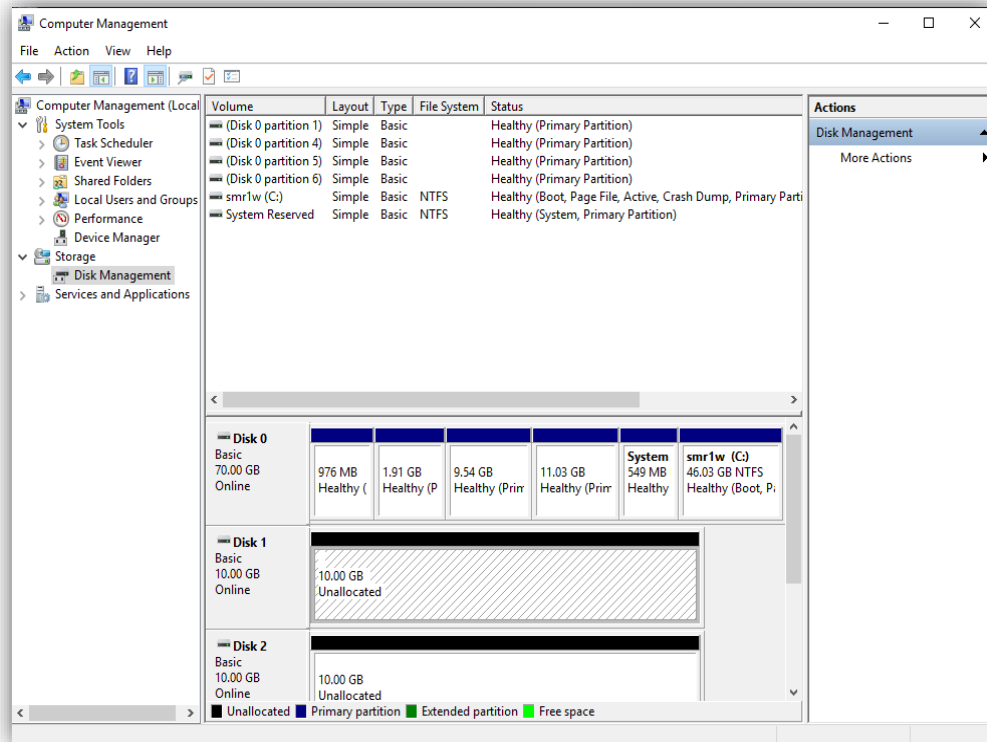 Computer Management
File Action View Help
Computer Management (Local
System Tools
Task Scheduler
Event Viewer
Shared Folders
Local Users and Groups
Performance
Device Manager
Storage
Disk Management
Services and Applications
Volume Layout Type File System Status
(Disk 0 partition 1) Simple Basic Healthy (Primary Partition)
(Disk 0 partition 4) Simple Basic Healthy (Primary Partition)
(Disk 0 partition 5) Simple Basic Healthy (Primary Partition)
(Disk 0 partition 6) Simple Basic Healthy (Primary Partition)
smr1w (C:) Simple Basic NTFS Healthy (Boot, Page File, Active, Crash Dump, Primary Parti
System Reserved Simple Basic NTFS Healthy (System, Primary Partition)
Disk 0
Basic
70.00 GB
Online
976 MB
Healthy (
1.91 GB
Healthy (P
9.54 GB
Healthy (Prim
11.03 GB
Healthy (Prim
System
549 MB
Healthy
smr1w (C:)
46.03 GB NTFS
Healthy (Boot, Pa
Disk 1
Basic
10.00 GB
Online
10.00 GB
Unallocated
Disk 2
Basic
10.00 GB
Online
10.00 GB
Unallocated
Unallocated Primary partition Extended partition Free space
Actions
Disk Management
More Actions